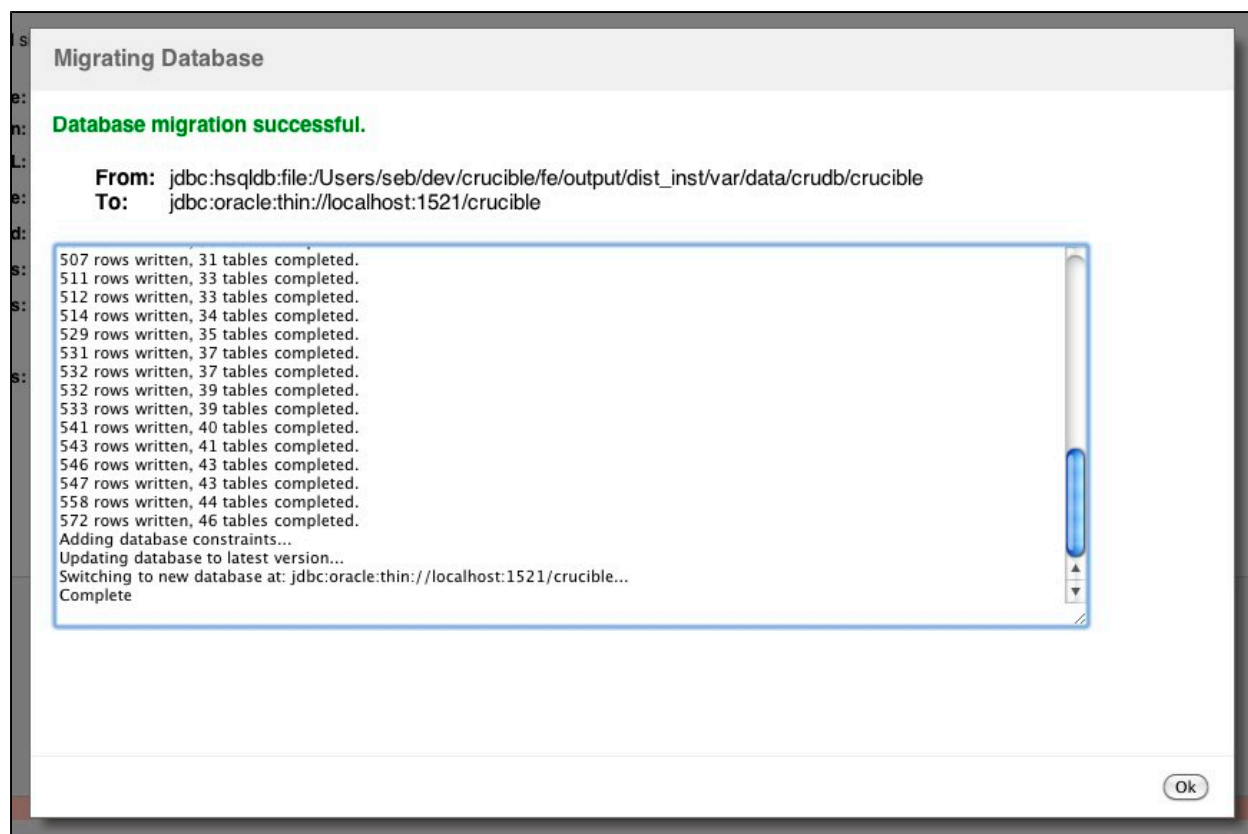 Migrating Database
Database migration successful.
From: jdbc:hsqldb:file:/Users/seb/dev/crucible/fe/output/dist_inst/var/data/crudb/crucible
To: jdbc:oracle:thin://localhost:1521/crucible
507 rows written, 31 tables completed.
511 rows written, 33 tables completed.
512 rows written, 33 tables completed.
514 rows written, 34 tables completed.
529 rows written, 35 tables completed.
531 rows written, 37 tables completed.
532 rows written, 37 tables completed.
532 rows written, 39 tables completed.
533 rows written, 39 tables completed.
541 rows written, 40 tables completed.
543 rows written, 41 tables completed.
546 rows written, 43 tables completed.
547 rows written, 43 tables completed.
558 rows written, 44 tables completed.
572 rows written, 46 tables completed.
Adding database constraints...
Updating database to latest version...
Switching to new database at: jdbc:oracle:thin://localhost:1521/crucible...
Complete
Ok